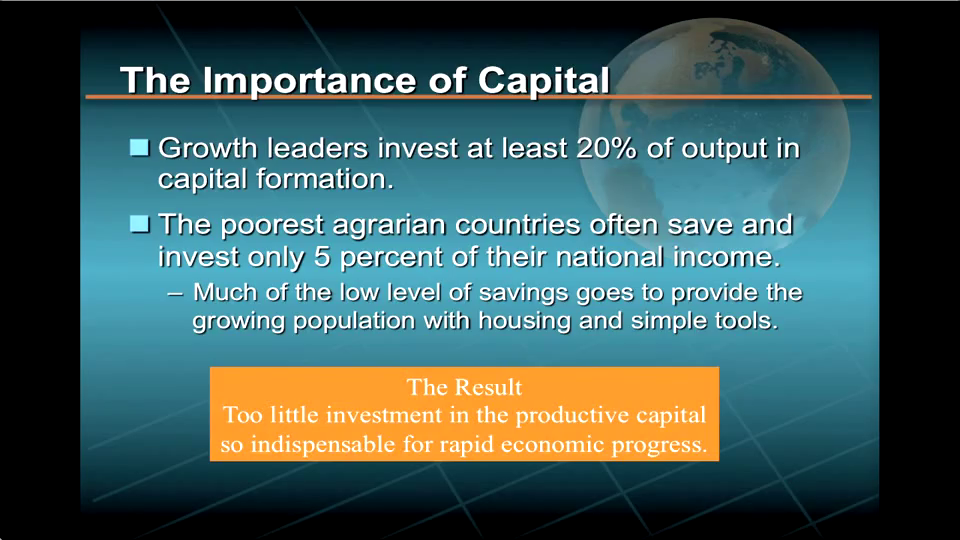 The Importance of Capital
Growth leaders invest at least 20% of output in
capital formation.
The poorest agrarian countries often save and
invest only 5 percent of their national income.
– Much of the low level of savings goes to provide the
growing population with housing and simple tools.
The Result
Too little investment in the productive capital
so indispensable for rapid economic progress.